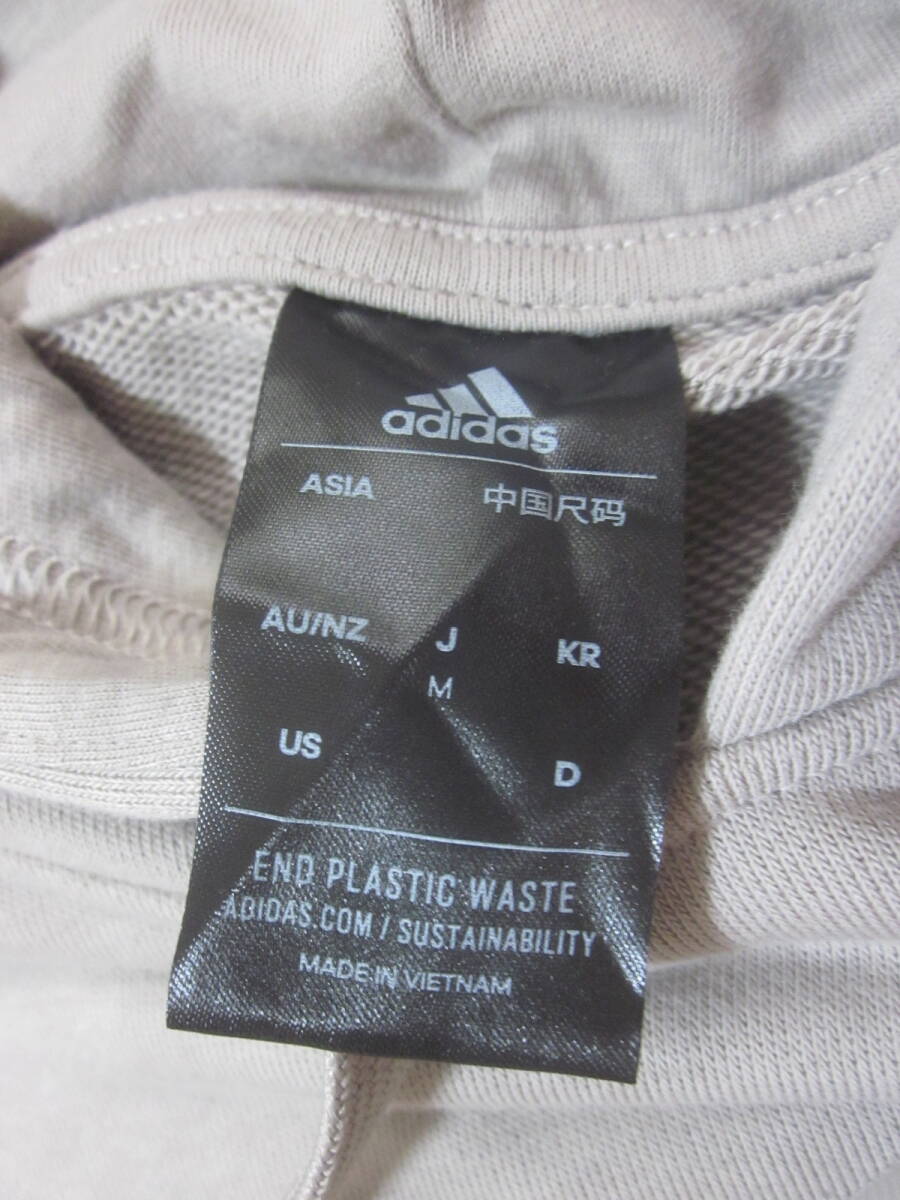 adidas
ASIA 中国尺码
AU/NZ J KR
M
US D
END PLASTIC WASTE
ADIDAS.COM / SUSTAINABILITY
MADE IN VIETNAM